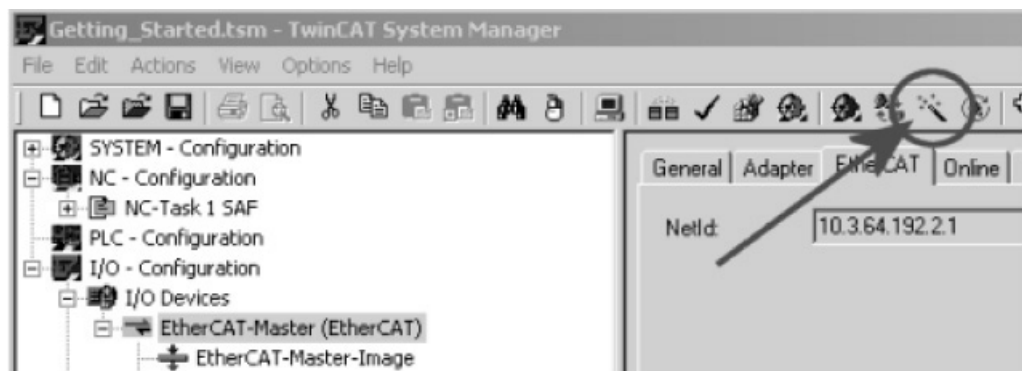 Getting_Started.tsm - TwinCAT System Manager
File Edit Actions View Options Help
SYSTEM - Configuration
NC - Configuration
NC-Task 1 SAF
PLC - Configuration
I/O - Configuration
I/O Devices
EtherCAT-Master (EtherCAT)
EtherCAT-Master-Image
General Adapter EtherCAT Online
NetId: 10.3.64.192.2.1